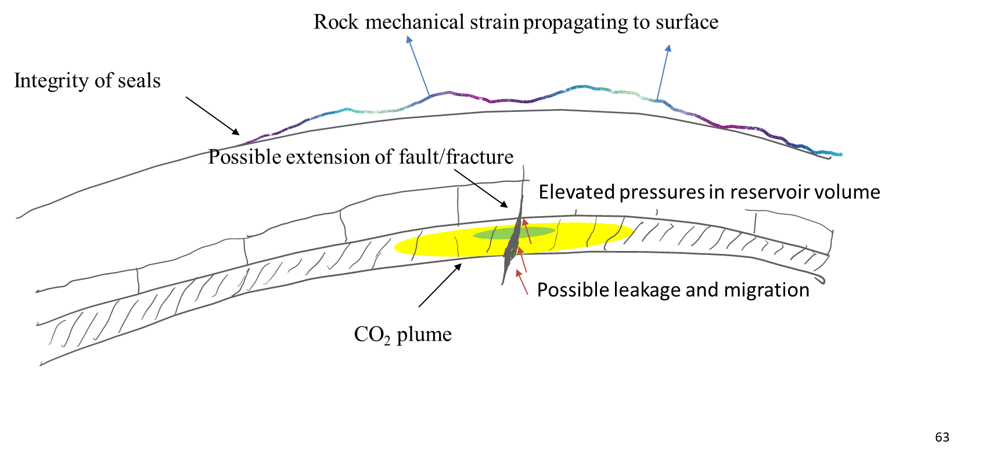 Rock mechanical strain propagating to surface
Integrity of seals
Possible extension of fault/fracture
Elevated pressures in reservoir volume
Possible leakage and migration
CO₂ plume
63